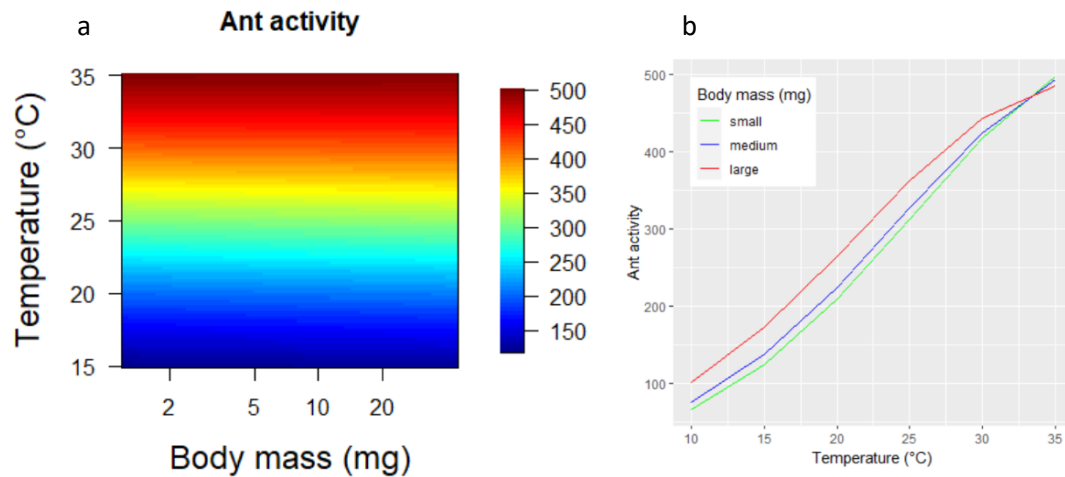 a
Ant activity
Temperature (°C)
35
30
25
20
15
2 5 10 20
Body mass (mg)
500
450
400
350
300
250
200
150
b
Ant activity
500
400
300
200
100
Body mass (mg)
small
medium
large
10 15 20 25 30 35
Temperature (°C)